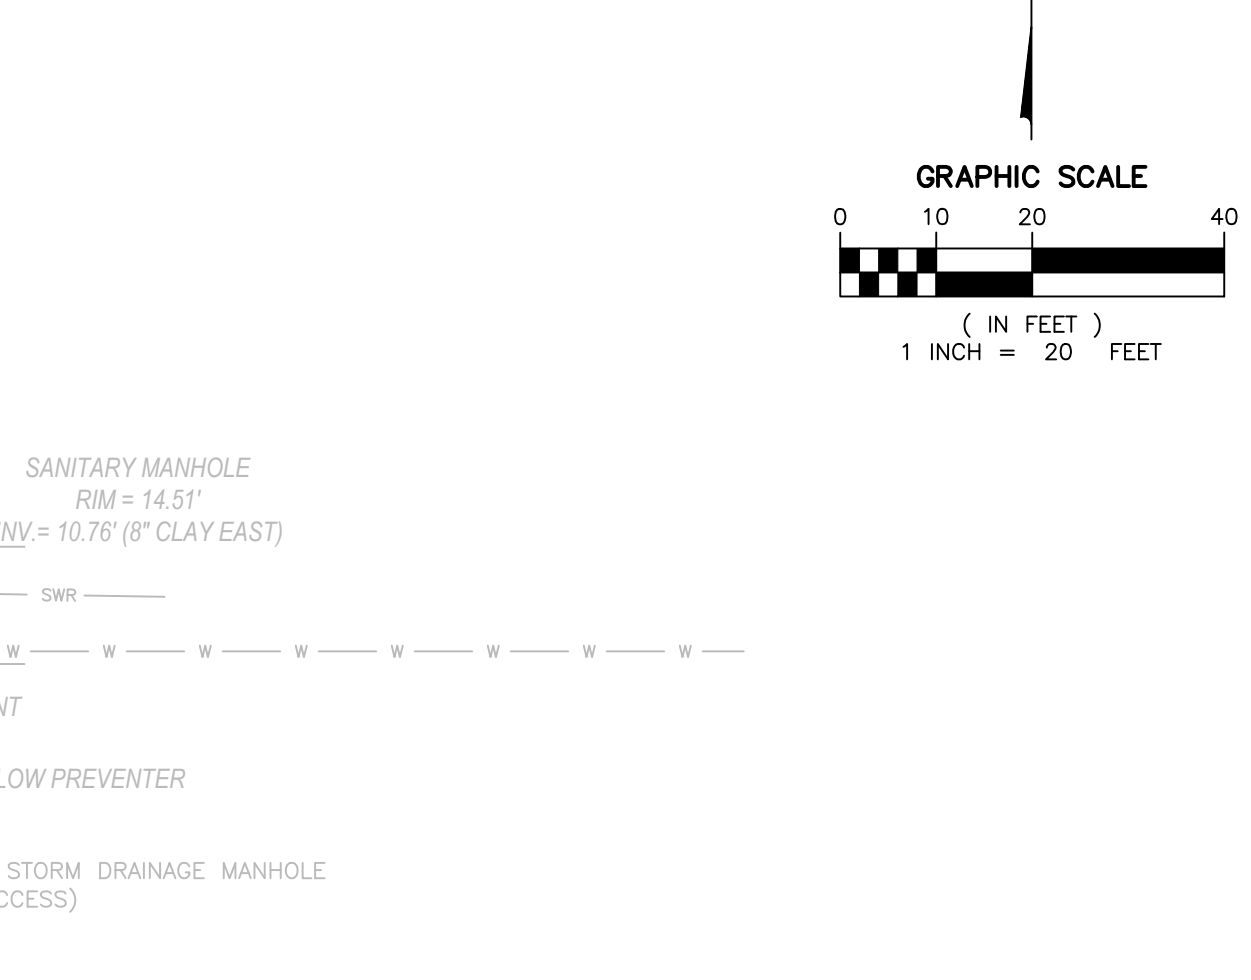 GRAPHIC SCALE
0 10 20 40
( IN FEET )
1 INCH = 20 FEET
SANITARY MANHOLE
RIM = 14.51'
NV.= 10.76' (8" CLAY EAST)
SWR
W W W W W W W W
NT
LOW PREVENTER
STORM DRAINAGE MANHOLE
CCESS)